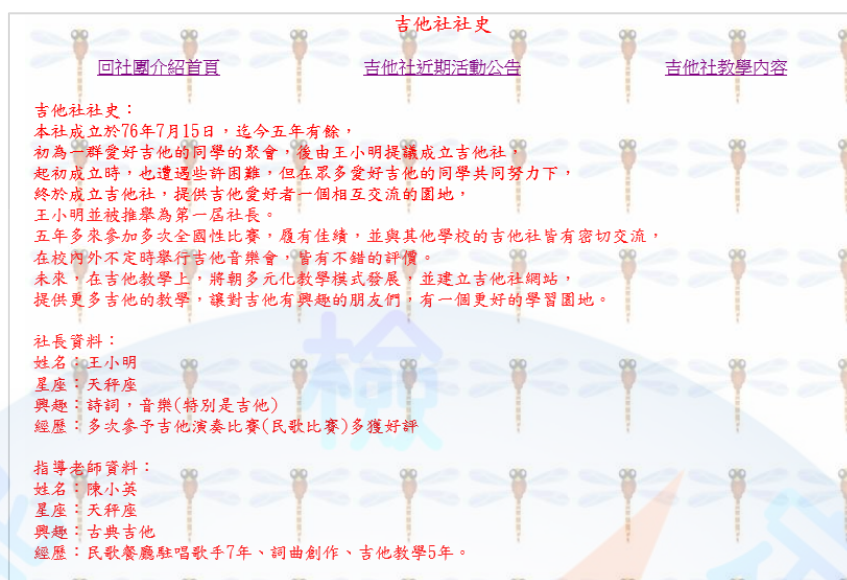 吉他社社史
回社團介紹首頁 吉他社近期活動公告 吉他社教學內容
吉他社社史：
本社成立於76年7月15日，迄今五年有餘，
初為一群愛好吉他的同學的聚會，後由王小明提議成立吉他社，
起初成立時，也遭遇些許困難，但在眾多愛好吉他的同學共同努力下，
終於成立吉他社，提供吉他愛好者一個相互交流的園地，
王小明並被推舉為第一屆社長。
五年多來參加多次全國性比賽，履有佳績，並與其他學校的吉他社皆有密切交流，
在校內外不定時舉行吉他音樂會，皆有不錯的評價。
未來，在吉他教學上，將朝多元化教學模式發展，並建立吉他社網站，
提供更多吉他的教學，讓對吉他有興趣的朋友們，有一個更好的學習園地。
社長資料：
姓名：王小明
星座：天秤座
興趣：詩詞，音樂(特別是吉他)
經歷：多次參予吉他演奏比賽(民歌比賽)多獲好評
指導老師資料：
姓名：陳小英
星座：天秤座
興趣：古典吉他
經歷：民歌餐廳駐唱歌手7年、詞曲創作、吉他教學5年。
檢